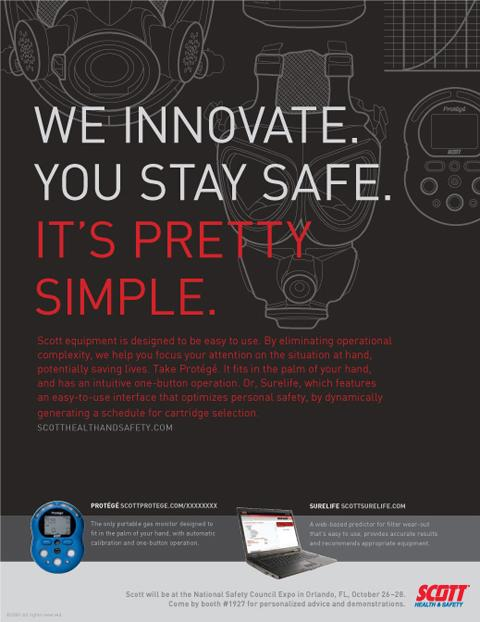 WE INNOVATE.
YOU STAY SAFE.
IT'S PRETTY
SIMPLE.
Scott equipment is designed to be easy to use. By eliminating operational
complexity, we help you focus your attention on the situation at hand,
potentially saving lives. Take Protégé. It fits in the palm of your hand,
and has an intuitive one-button operation. Or, Surelife, which features
an easy-to-use interface that optimizes personal safety, by dynamically
generating a schedule for cartridge selection.
SCOTTHEALTHANDSAFETY.COM
Protégé
SCOTT
PROTÉGÉ SCOTTPROTEGE.COM/XXXXXXXX
The only portable gas monitor designed to
fit in the palm of your hand, with automatic
calibration and one-button operation.
Protégé
SURELIFE SCOTTSURELIFE.COM
A web-based predictor for filter wear-out
that's easy to use, provides accurate results
and recommends appropriate equipment.
Scott will be at the National Safety Council Expo in Orlando, FL, October 26–28.
Come by booth #1927 for personalized advice and demonstrations.
SCOTT
HEALTH & SAFETY
All rights reserved.